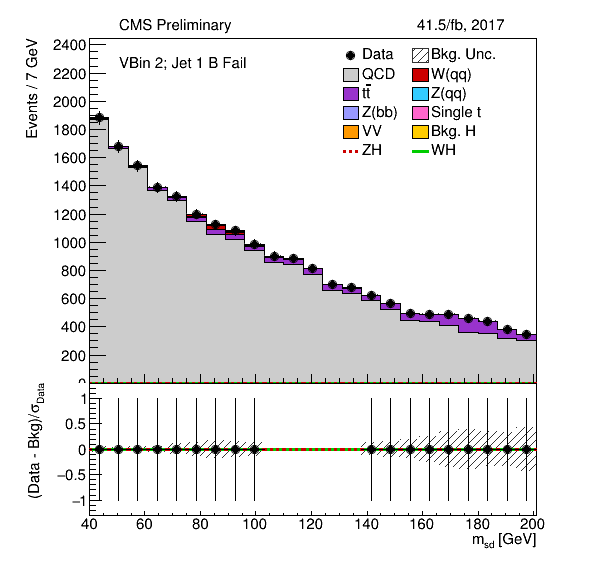 CMS Preliminary 41.5/fb, 2017
Events / 7 GeV
VBin 2; Jet 1 B Fail
Data Bkg. Unc.
QCD W(qq)
tt̅ Z(qq)
Z(bb) Single t
VV Bkg. H
ZH WH
2400
2200
2000
1800
1600
1400
1200
1000
800
600
400
200
0
(Data - Bkg)/σData
1
0.5
0
−0.5
−1
40 60 80 100 120 140 160 180 200
msd [GeV]